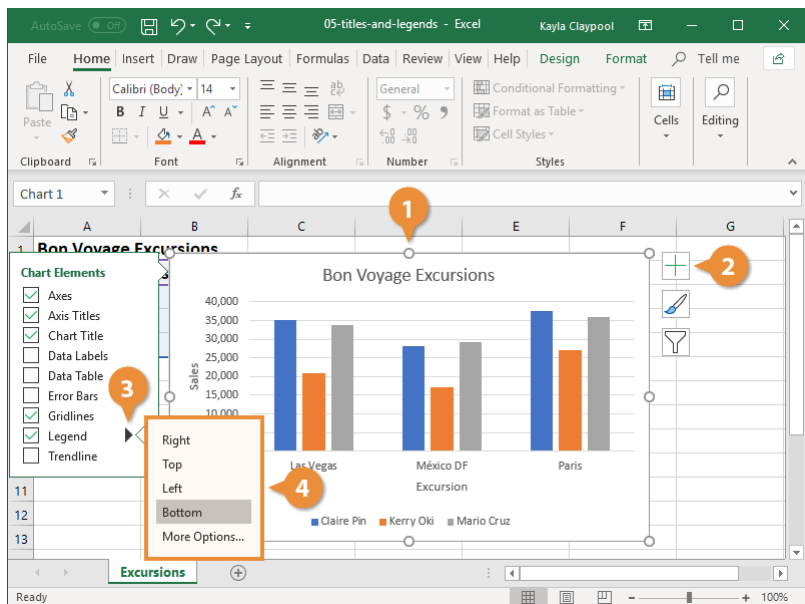 AutoSave Off 05-titles-and-legends - Excel Kayla Claypool
File Home Insert Draw Page Layout Formulas Data Review View Help Design Format Tell me
Calibri (Body) 14 ab General Conditional Formatting
Paste B I U A A $ % 9 Format as Table Cells Editing
A .00 .00 Cell Styles
Clipboard Font Alignment Number Styles
Chart 1 fx
1
A B C E F G
1 Bon Voyage Excursions
2
Chart Elements
Axes
Axis Titles
Chart Title
Data Labels
Data Table
Error Bars
Gridlines
Legend
Trendline
3
Bon Voyage Excursions
40,000
35,000
30,000
25,000
20,000
15,000
10,000
Sales
Las Vegas México DF Paris
Excursion
Claire Pin Kerry Oki Mario Cruz
Right
Top
Left
Bottom
More Options...
4
11
12
13
Excursions
Ready 100%